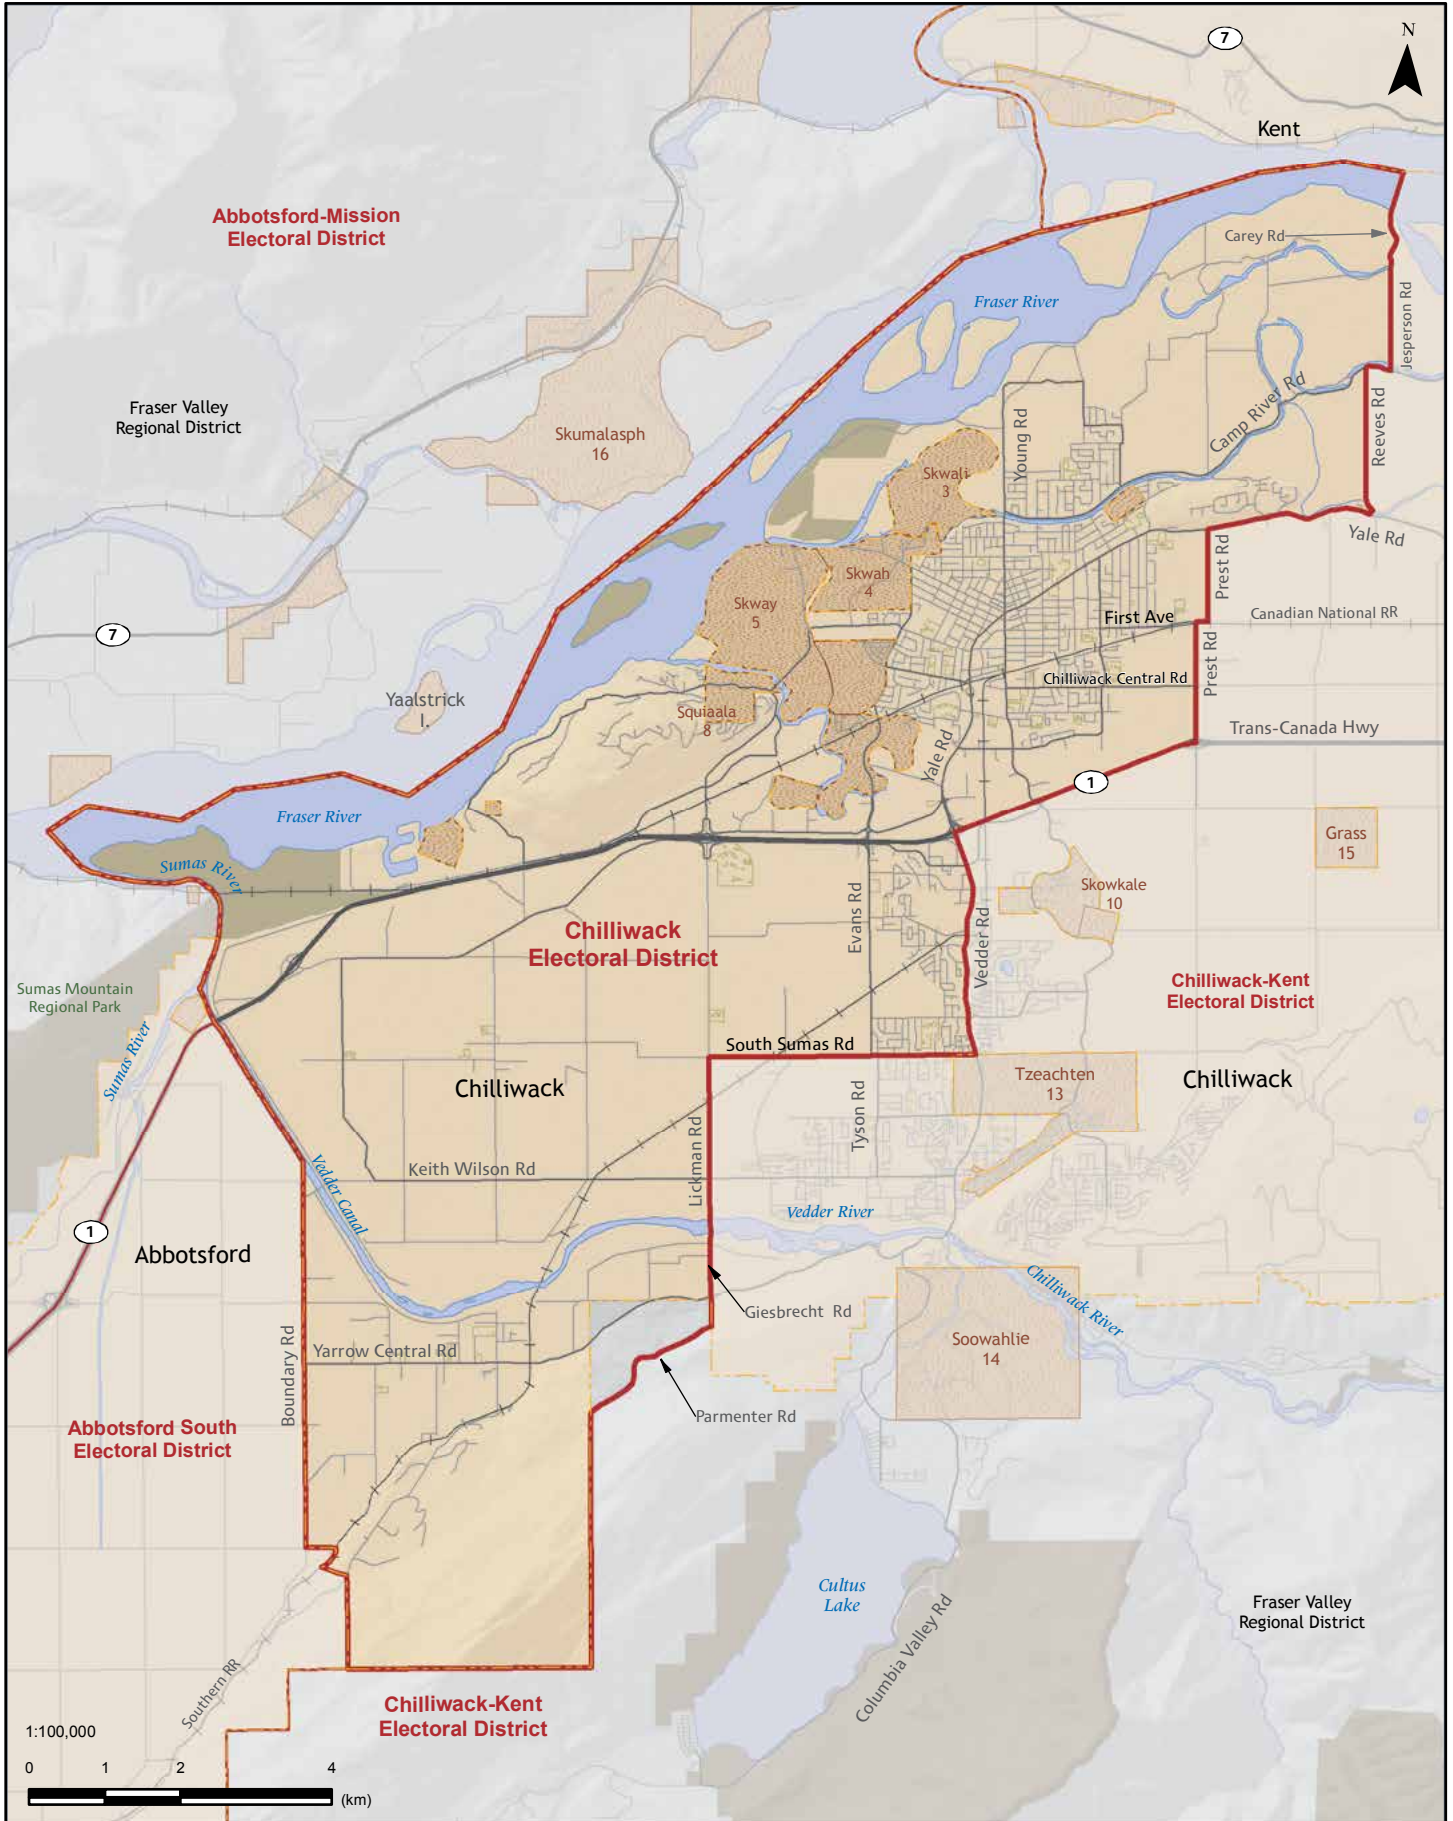 7
N
Kent
Abbotsford-Mission
Electoral District
Carey Rd
Fraser River
Jesperson Rd
Fraser Valley
Regional District
Skumalasph
16
Young Rd
Camp River Rd
Reeves Rd
Skwali
3
Yale Rd
Prest Rd
Skwah
4
Skway
5
First Ave
Canadian National RR
7
Prest Rd
Chilliwack Central Rd
Yaalstrick
I.
Squiaala
8
Trans-Canada Hwy
Yale Rd
1
Fraser River
Grass
15
Sumas River
Skowkale
10
Evans Rd
Vedder Rd
Chilliwack
Electoral District
Sumas Mountain
Regional Park
Chilliwack-Kent
Electoral District
Sumas River
South Sumas Rd
Tzeachten
13
Chilliwack
Chilliwack
Tyson Rd
Lickman Rd
Keith Wilson Rd
Vedder Canal
Vedder River
1
Abbotsford
Chilliwack River
Giesbrecht Rd
Soowahlie
14
Yarrow Central Rd
Boundary Rd
Parmenter Rd
Abbotsford South
Electoral District
Cultus
Lake
Fraser Valley
Regional District
Columbia Valley Rd
Southern RR
Chilliwack-Kent
Electoral District
1:100,000
0 1 2 4
(km)